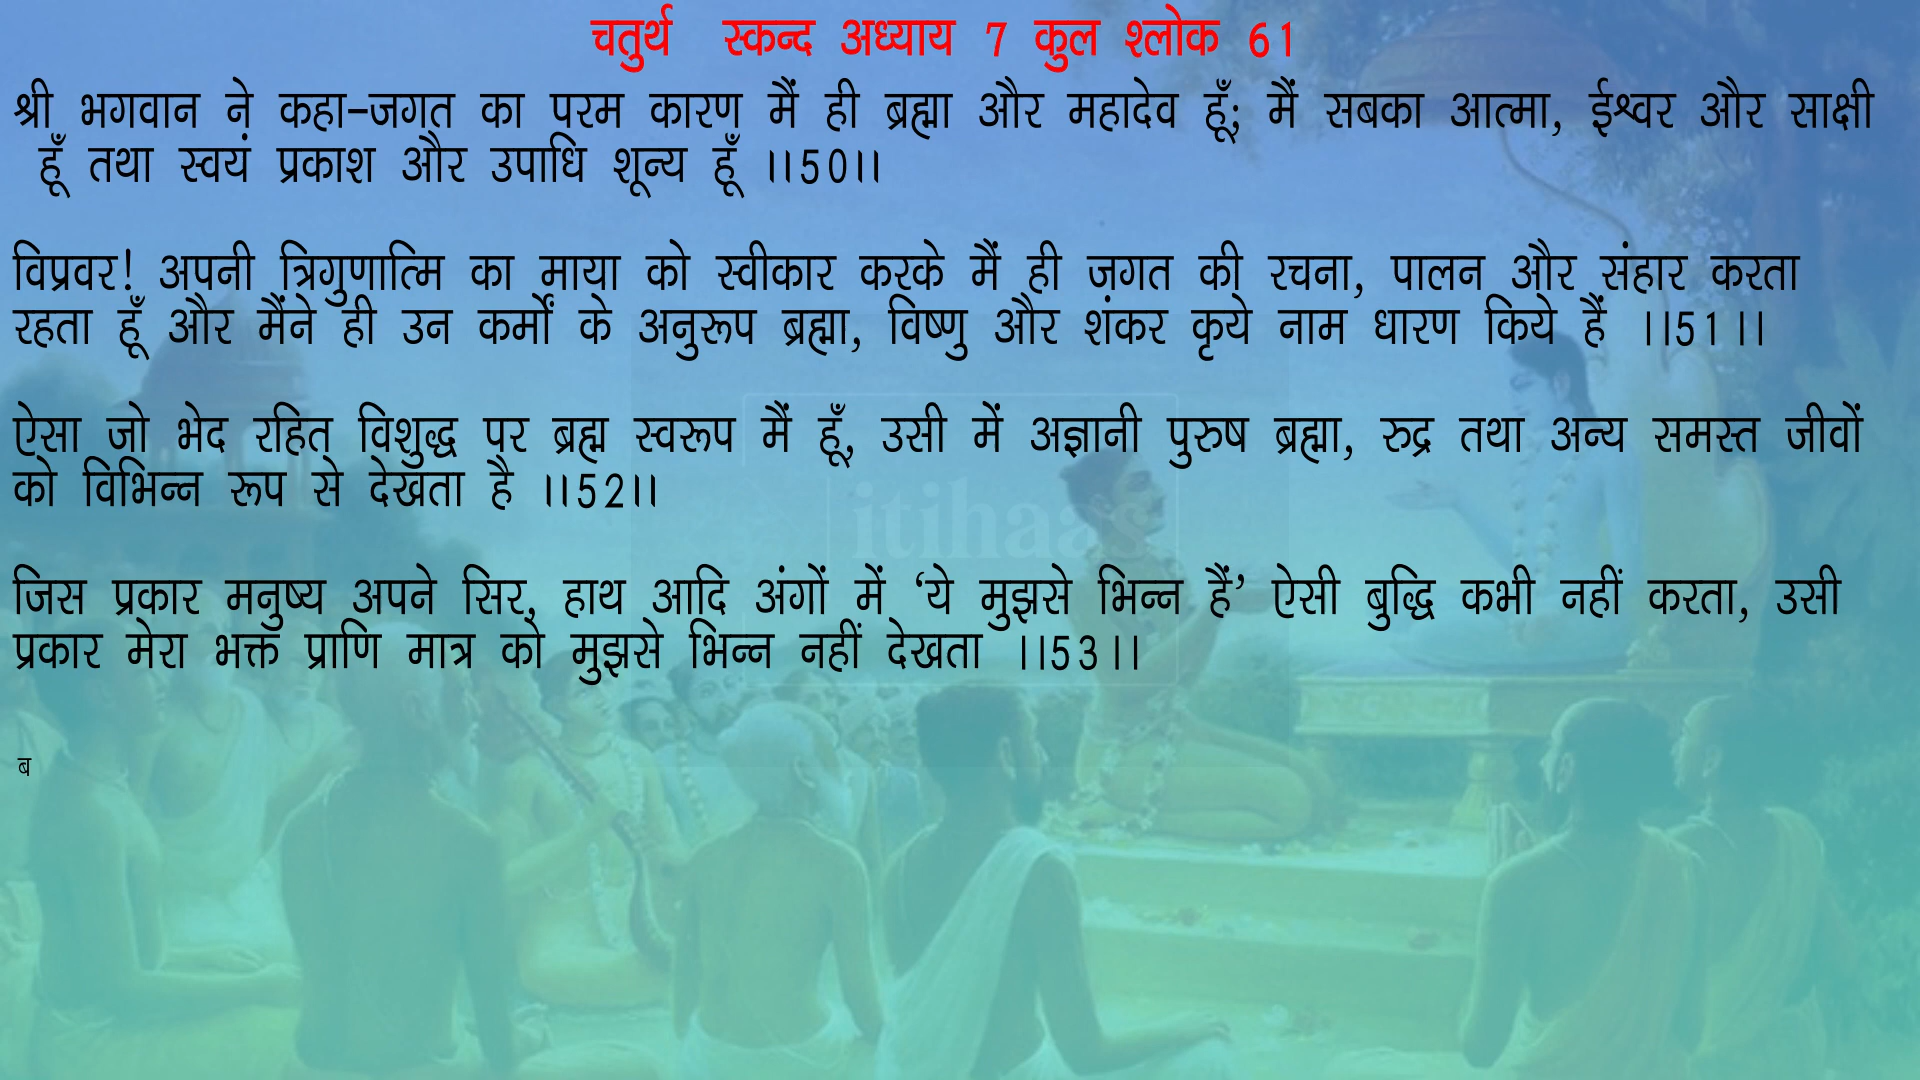 चतुर्थ स्कन्द अध्याय 7 कुल श्लोक 61
श्री भगवान ने कहा-जगत का परम कारण मैं ही ब्रह्मा और महादेव हूँ; मैं सबका आत्मा, ईश्वर और साक्षी
हूँ तथा स्वयं प्रकाश और उपाधि शून्य हूँ ।।50।।
विप्रवर! अपनी त्रिगुणात्मि का माया को स्वीकार करके मैं ही जगत की रचना, पालन और संहार करता
रहता हूँ और मैंने ही उन कर्मों के अनुरूप ब्रह्मा, विष्णु और शंकर कृये नाम धारण किये हैं ।।51।।
ऐसा जो भेद रहित् विशुद्ध पर ब्रह्म स्वरूप मैं हूँ, उसी में अज्ञानी पुरुष ब्रह्मा, रुद्र तथा अन्य समस्त जीवों
को विभिन्न रूप से देखता है ।।52।।
जिस प्रकार मनुष्य अपने सिर, हाथ आदि अंगों में ‘ये मुझसे भिन्न हैं’ ऐसी बुद्धि कभी नहीं करता, उसी
प्रकार मेरा भक्त प्राणि मात्र को मुझसे भिन्न नहीं देखता ।।53।।
ब
itihaas